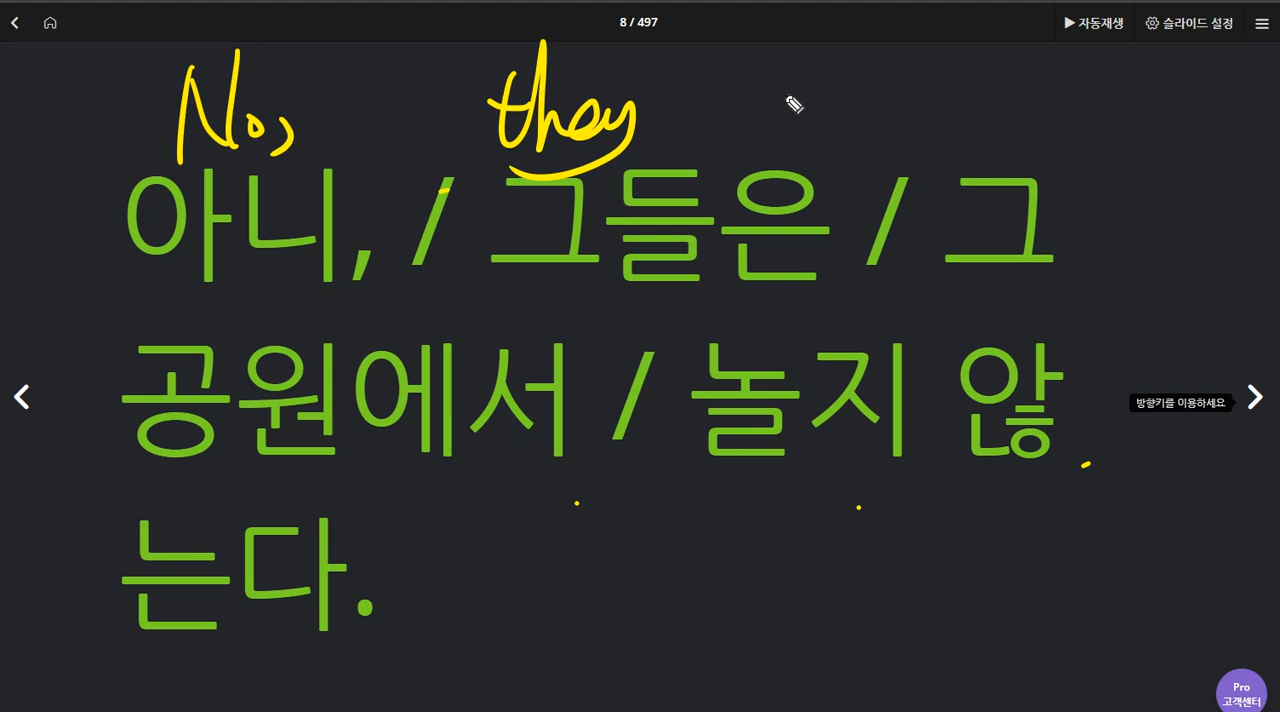 8 / 497
▶ 자동재생
슬라이드 설정
No, they
아니, / 그들은 / 그
공원에서 / 놀지 않
는다.
방향키를 이용하세요
Pro
고객센터